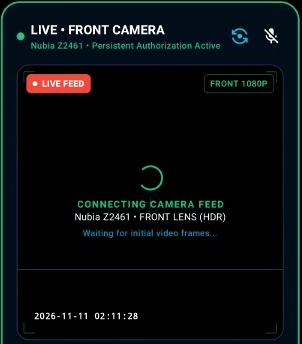 LIVE • FRONT CAMERA
Nubia Z2461 • Persistent Authorization Active
LIVE FEED
FRONT 1080P
CONNECTING CAMERA FEED
Nubia Z2461 • FRONT LENS (HDR)
Waiting for initial video frames...
2026-11-11 02:11:28